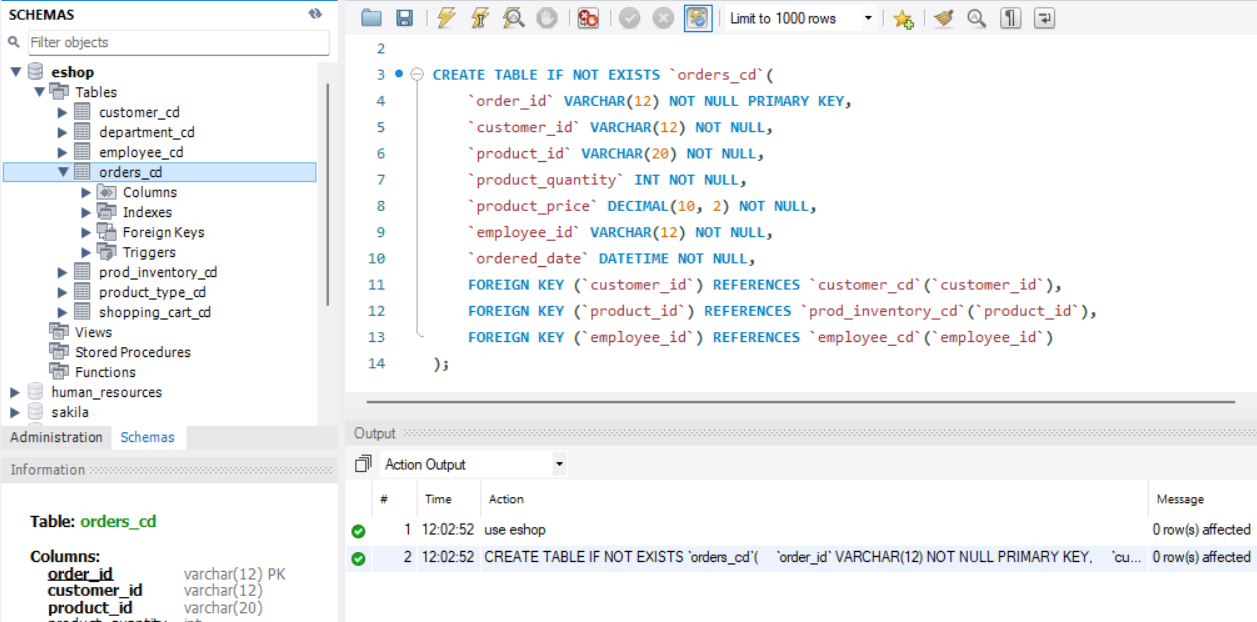 SCHEMAS
Filter objects
eshop
Tables
customer_cd
department_cd
employee_cd
orders_cd
Columns
Indexes
Foreign Keys
Triggers
prod_inventory_cd
product_type_cd
shopping_cart_cd
Views
Stored Procedures
Functions
human_resources
sakila
Administration Schemas
Information
Table: orders_cd
Columns:
order_id varchar(12) PK
customer_id varchar(12)
product_id varchar(20)
Limit to 1000 rows
2
3 CREATE TABLE IF NOT EXISTS `orders_cd`(
4 `order_id` VARCHAR(12) NOT NULL PRIMARY KEY,
5 `customer_id` VARCHAR(12) NOT NULL,
6 `product_id` VARCHAR(20) NOT NULL,
7 `product_quantity` INT NOT NULL,
8 `product_price` DECIMAL(10, 2) NOT NULL,
9 `employee_id` VARCHAR(12) NOT NULL,
10 `ordered_date` DATETIME NOT NULL,
11 FOREIGN KEY (`customer_id`) REFERENCES `customer_cd`(`customer_id`),
12 FOREIGN KEY (`product_id`) REFERENCES `prod_inventory_cd`(`product_id`),
13 FOREIGN KEY (`employee_id`) REFERENCES `employee_cd`(`employee_id`)
14 );
Output
Action Output
# Time Action Message
1 12:02:52 use eshop 0 row(s) affected
2 12:02:52 CREATE TABLE IF NOT EXISTS `orders_cd`( `order_id` VARCHAR(12) NOT NULL PRIMARY KEY, `cu... 0 row(s) affected